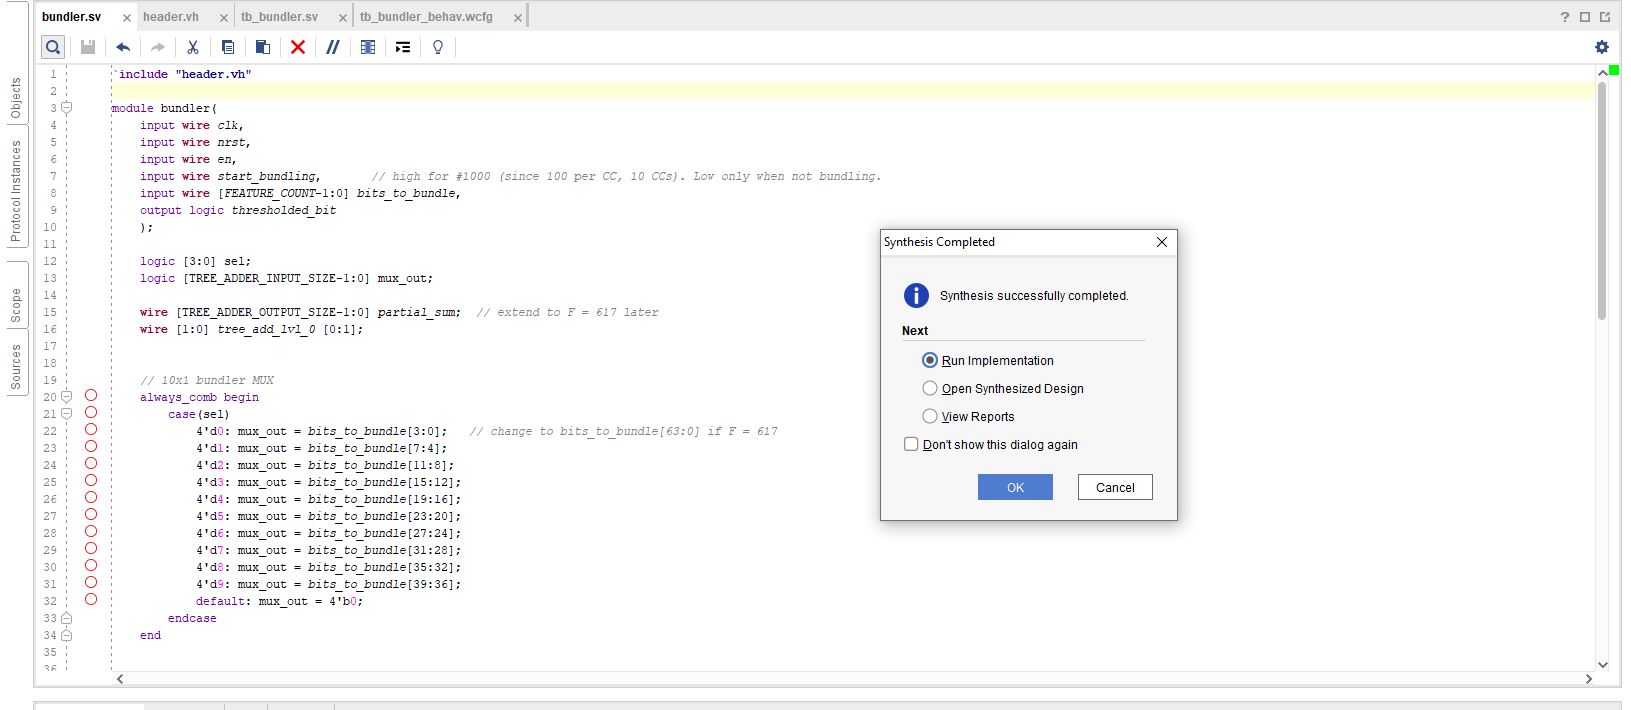 bundler.sv × header.vh × tb_bundler.sv × tb_bundler_behav.wcfg ×
?
Objects
Protocol Instances
Scope
Sources
1 `include "header.vh"
2
3 module bundler(
4 input wire clk,
5 input wire nrst,
6 input wire en,
7 input wire start_bundling, // high for #1000 (since 100 per CC, 10 CCs). Low only when not bundling.
8 input wire [FEATURE_COUNT-1:0] bits_to_bundle,
9 output logic thresholded_bit
10 );
11
12 logic [3:0] sel;
13 logic [TREE_ADDER_INPUT_SIZE-1:0] mux_out;
14
15 wire [TREE_ADDER_OUTPUT_SIZE-1:0] partial_sum; // extend to F = 617 later
16 wire [1:0] tree_add_lvl_0 [0:1];
17
18
19 // 10x1 bundler MUX
20 always_comb begin
21 case(sel)
22 4'd0: mux_out = bits_to_bundle[3:0]; // change to bits_to_bundle[63:0] if F = 617
23 4'd1: mux_out = bits_to_bundle[7:4];
24 4'd2: mux_out = bits_to_bundle[11:8];
25 4'd3: mux_out = bits_to_bundle[15:12];
26 4'd4: mux_out = bits_to_bundle[19:16];
27 4'd5: mux_out = bits_to_bundle[23:20];
28 4'd6: mux_out = bits_to_bundle[27:24];
29 4'd7: mux_out = bits_to_bundle[31:28];
30 4'd8: mux_out = bits_to_bundle[35:32];
31 4'd9: mux_out = bits_to_bundle[39:36];
32 default: mux_out = 4'b0;
33 endcase
34 end
35
36
Synthesis Completed
Synthesis successfully completed.
Next
Run Implementation
Open Synthesized Design
View Reports
Don't show this dialog again
OK Cancel